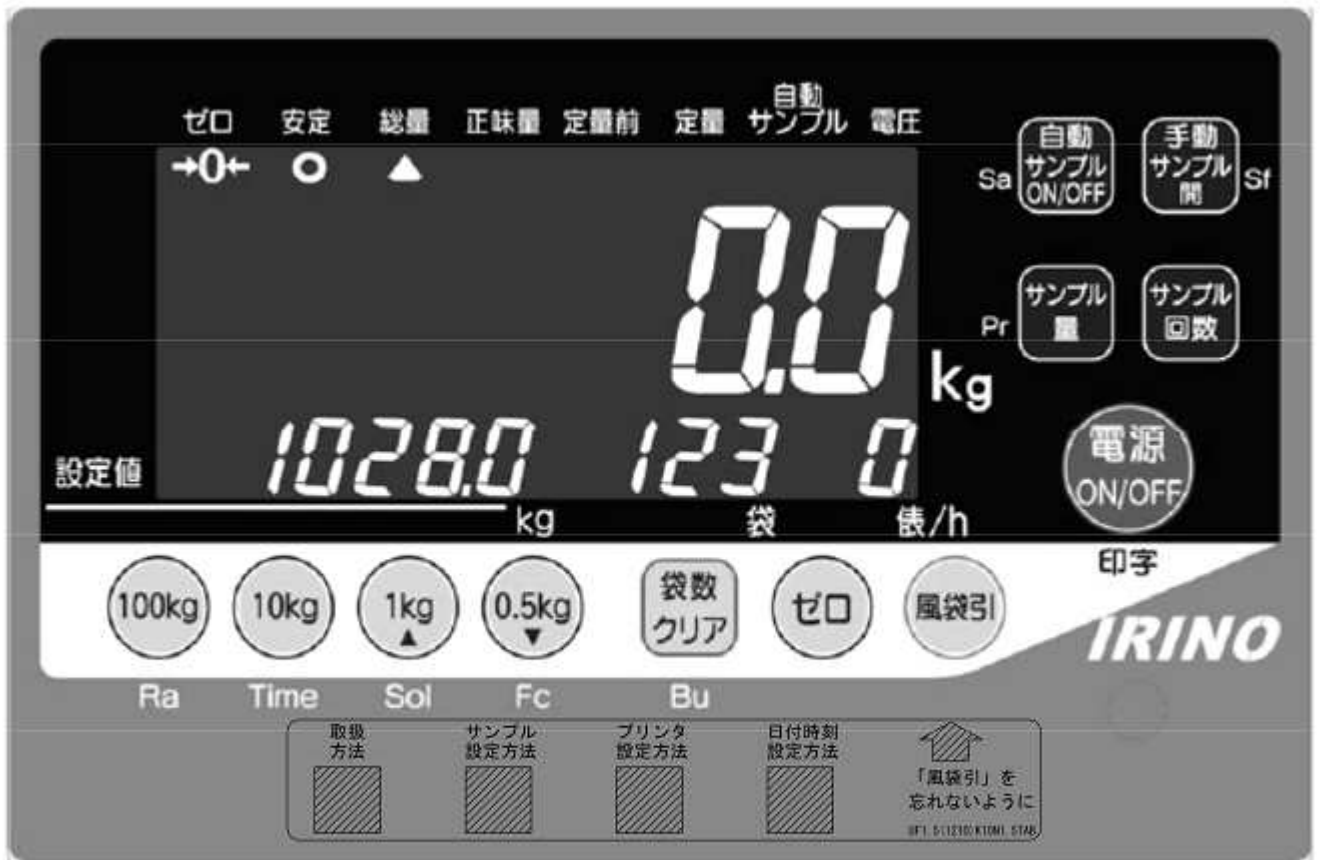 ゼロ 安定 総量 正味量 定量前 定量 自動サンプル 電圧
→0←
0.0
kg
設定値 1028.0 123 0
kg 袋 俵/h
Sa 自動サンプルON/OFF 手動サンプル開 Sf
Pr サンプル量 サンプル回数
電源
ON/OFF
印字
100kg 10kg 1kg▲ 0.5kg▼ 袋数クリア ゼロ 風袋引
IRINO
Ra Time Sol Fc Bu
取扱 サンプル プリンタ 日付時刻
方法 設定方法 設定方法 設定方法
「風袋引」を
忘れないように